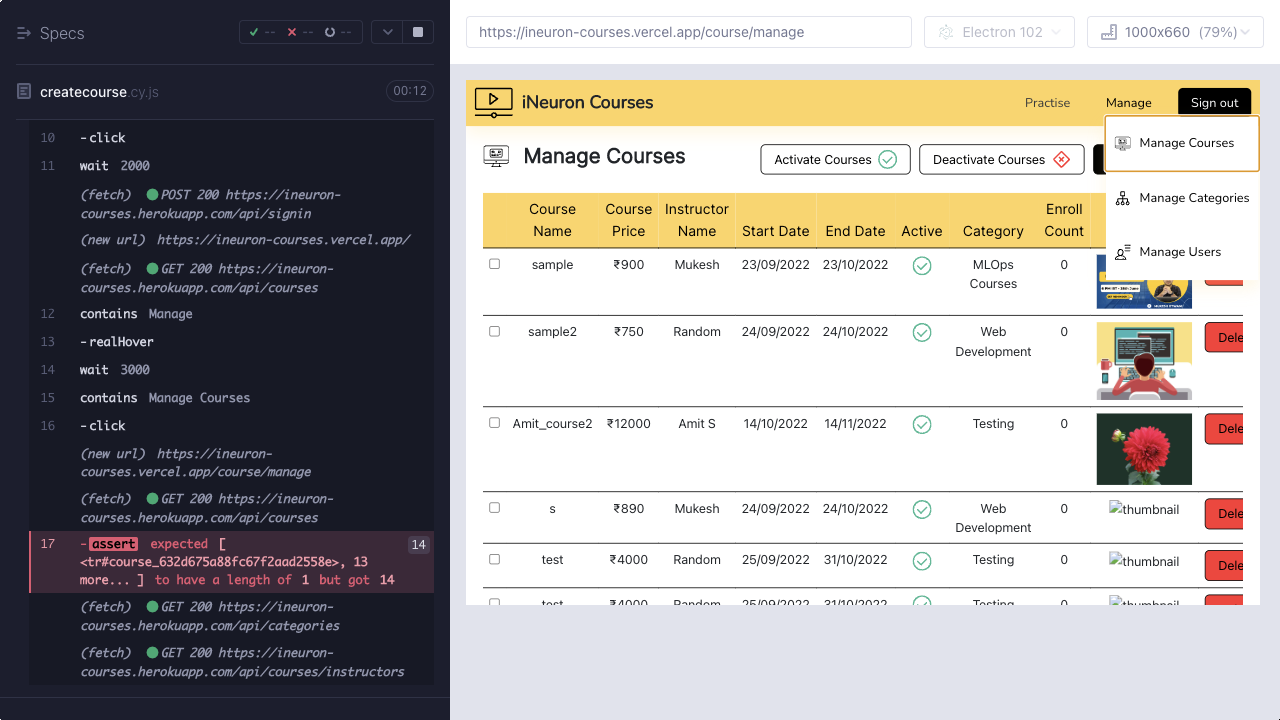 Specs
-- -- --
createcourse.cy.js
00:12
10 -click
11 wait 2000
(fetch) POST 200 https://ineuron-
courses.herokuapp.com/api/signin
(new url) https://ineuron-courses.vercel.app/
(fetch) GET 200 https://ineuron-
courses.herokuapp.com/api/courses
12 contains Manage
13 -realHover
14 wait 3000
15 contains Manage Courses
16 -click
(new url) https://ineuron-
courses.vercel.app/course/manage
(fetch) GET 200 https://ineuron-
courses.herokuapp.com/api/courses
17 -assert expected [ 14
<tr#course_632d675a88fc67f2aad2558e>, 13
more... ] to have a length of 1 but got 14
(fetch) GET 200 https://ineuron-
courses.herokuapp.com/api/categories
(fetch) GET 200 https://ineuron-
courses.herokuapp.com/api/courses/instructors
https://ineuron-courses.vercel.app/course/manage
Electron 102
1000x660 (79%)
iNeuron Courses
Practise
Manage
Sign out
Manage Courses
Manage Categories
Manage Users
Manage Courses
Activate Courses
Deactivate Courses
Course Name
Course Price
Instructor Name
Start Date
End Date
Active
Category
Enroll Count
sample ₹900 Mukesh 23/09/2022 23/10/2022 MLOps Courses 0
sample2 ₹750 Random 24/09/2022 24/10/2022 Web Development 0 Dele
Amit_course2 ₹12000 Amit S 14/10/2022 14/11/2022 Testing 0 Dele
s ₹890 Mukesh 24/09/2022 24/09/2022 Web Development 0 thumbnail Dele
test ₹4000 Random 25/09/2022 31/10/2022 Testing 0 thumbnail Dele
test ₹4000 Random 25/09/2022 31/10/2022 Testing 0 thumbnail